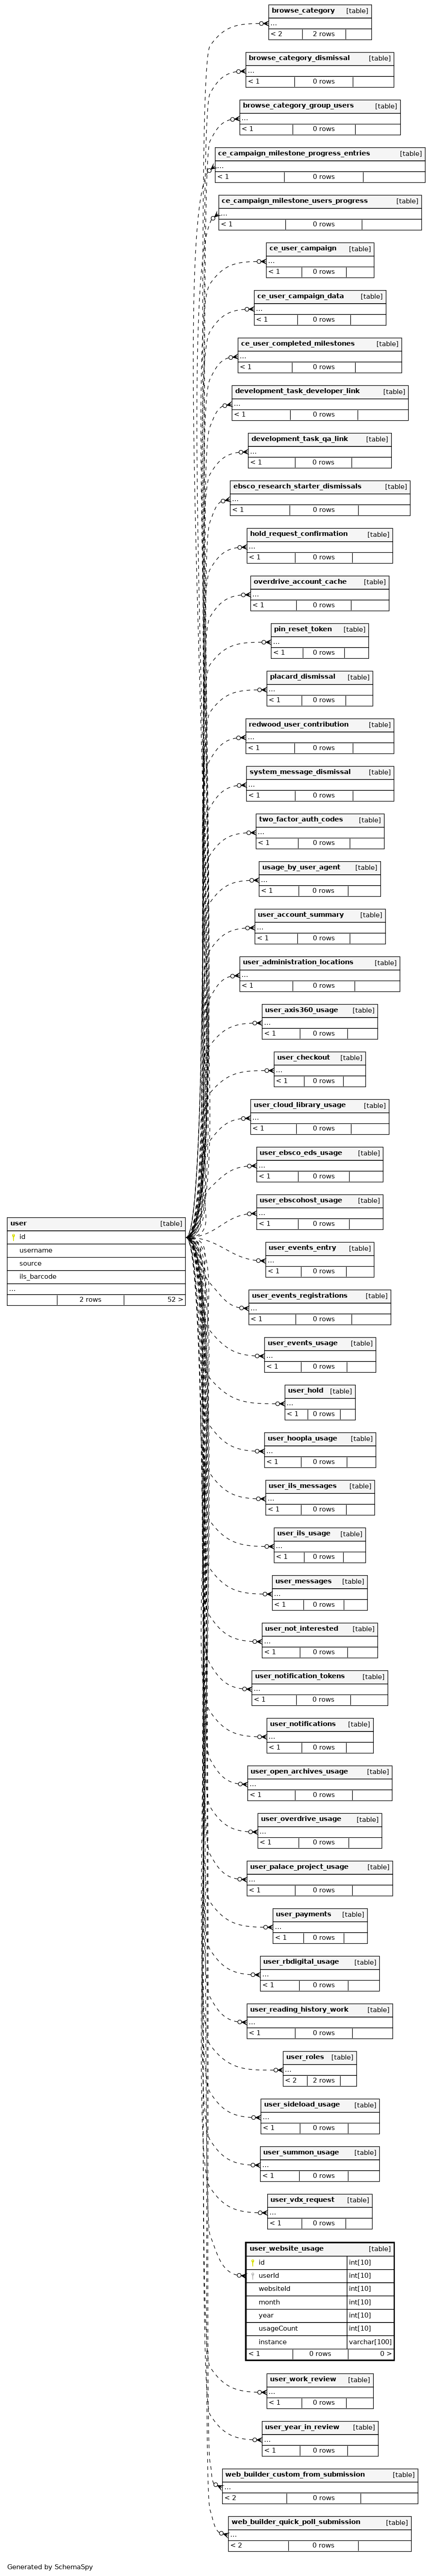 browse_category [table]
...
< 2 2 rows
browse_category_dismissal [table]
...
< 1 0 rows
browse_category_group_users [table]
...
< 1 0 rows
ce_campaign_milestone_progress_entries [table]
...
< 1 0 rows
ce_campaign_milestone_users_progress [table]
...
< 1 0 rows
ce_user_campaign [table]
...
< 1 0 rows
ce_user_campaign_data [table]
...
< 1 0 rows
ce_user_completed_milestones [table]
...
< 1 0 rows
development_task_developer_link [table]
...
< 1 0 rows
development_task_qa_link [table]
...
< 1 0 rows
ebsco_research_starter_dismissals [table]
...
< 1 0 rows
hold_request_confirmation [table]
...
< 1 0 rows
overdrive_account_cache [table]
...
< 1 0 rows
pin_reset_token [table]
...
< 1 0 rows
placard_dismissal [table]
...
< 1 0 rows
redwood_user_contribution [table]
...
< 1 0 rows
system_message_dismissal [table]
...
< 1 0 rows
two_factor_auth_codes [table]
...
< 1 0 rows
usage_by_user_agent [table]
...
< 1 0 rows
user_account_summary [table]
...
< 1 0 rows
user_administration_locations [table]
...
< 1 0 rows
user_axis360_usage [table]
...
< 1 0 rows
user_checkout [table]
...
< 1 0 rows
user_cloud_library_usage [table]
...
< 1 0 rows
user_ebsco_eds_usage [table]
...
< 1 0 rows
user_ebscohost_usage [table]
...
< 1 0 rows
user [table]
id
username
source
ils_barcode
...
2 rows 52 >
user_events_entry [table]
...
< 1 0 rows
user_events_registrations [table]
...
< 1 0 rows
user_events_usage [table]
...
< 1 0 rows
user_hold [table]
...
< 1 0 rows
user_hoopla_usage [table]
...
< 1 0 rows
user_ils_messages [table]
...
< 1 0 rows
user_ils_usage [table]
...
< 1 0 rows
user_messages [table]
...
< 1 0 rows
user_not_interested [table]
...
< 1 0 rows
user_notification_tokens [table]
...
< 1 0 rows
user_notifications [table]
...
< 1 0 rows
user_open_archives_usage [table]
...
< 1 0 rows
user_overdrive_usage [table]
...
< 1 0 rows
user_palace_project_usage [table]
...
< 1 0 rows
user_payments [table]
...
< 1 0 rows
user_rbdigital_usage [table]
...
< 1 0 rows
user_reading_history_work [table]
...
< 1 0 rows
user_roles [table]
...
< 2 2 rows
user_sideload_usage [table]
...
< 1 0 rows
user_summon_usage [table]
...
< 1 0 rows
user_vdx_request [table]
...
< 1 0 rows
user_website_usage [table]
id int[10]
userId int[10]
websiteId int[10]
month int[10]
year int[10]
usageCount int[10]
instance varchar[100]
< 1 0 rows 0 >
user_work_review [table]
...
< 1 0 rows
user_year_in_review [table]
...
< 1 0 rows
web_builder_custom_from_submission [table]
...
< 2 0 rows
web_builder_quick_poll_submission [table]
...
< 2 0 rows
Generated by SchemaSpy